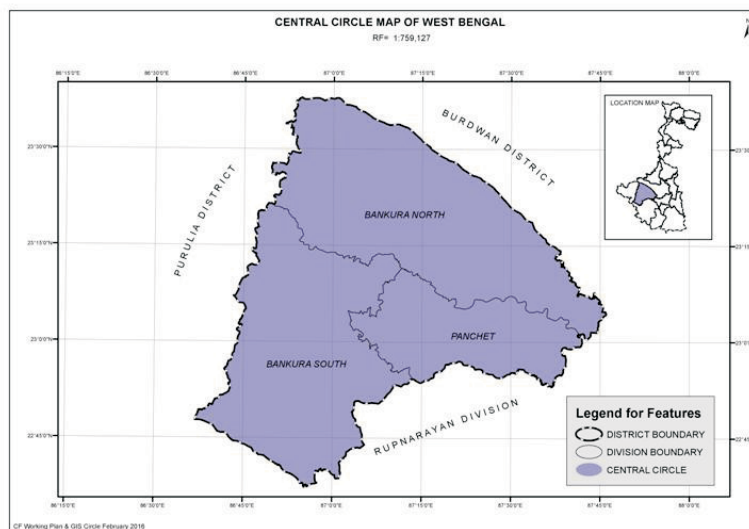 CENTRAL CIRCLE MAP OF WEST BENGAL
RF= 1:759,127
N
86°15'0"E 86°30'0"E 86°45'0"E 87°0'0"E 87°15'0"E 87°30'0"E 87°45'0"E 88°0'0"E
LOCATION MAP
BURDWAN DISTRICT
23°30'0"N
PURULIA DISTRICT
BANKURA NORTH
23°15'0"N
23°0'0"N
PANCHET
BANKURA SOUTH
RUPNARAYAN DIVISION
22°45'0"N
Legend for Features
DISTRICT BOUNDARY
DIVISION BOUNDARY
CENTRAL CIRCLE
86°15'0"E 86°30'0"E 86°45'0"E 87°0'0"E 87°15'0"E 87°30'0"E 87°45'0"E 88°0'0"E
CF Working Plan & GIS Circle February 2016